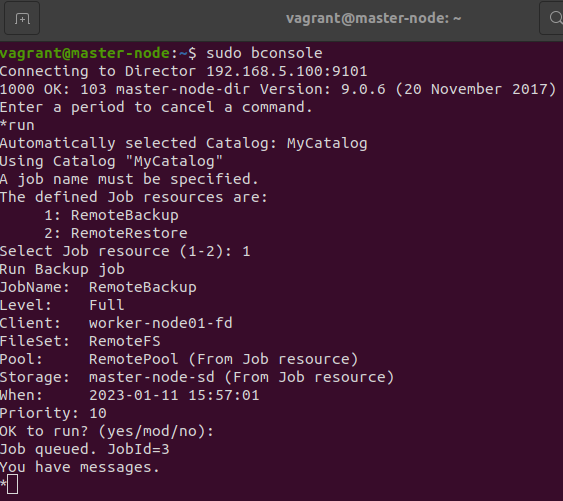 vagrant@master-node: ~
vagrant@master-node:~$ sudo bconsole
Connecting to Director 192.168.5.100:9101
1000 OK: 103 master-node-dir Version: 9.0.6 (20 November 2017)
Enter a period to cancel a command.
*run
Automatically selected Catalog: MyCatalog
Using Catalog "MyCatalog"
A job name must be specified.
The defined Job resources are:
     1: RemoteBackup
     2: RemoteRestore
Select Job resource (1-2): 1
Run Backup job
JobName:  RemoteBackup
Level:    Full
Client:   worker-node01-fd
FileSet:  RemoteFS
Pool:     RemotePool (From Job resource)
Storage:  master-node-sd (From Job resource)
When:     2023-01-11 15:57:01
Priority: 10
OK to run? (yes/mod/no):
Job queued. JobId=3
You have messages.
*